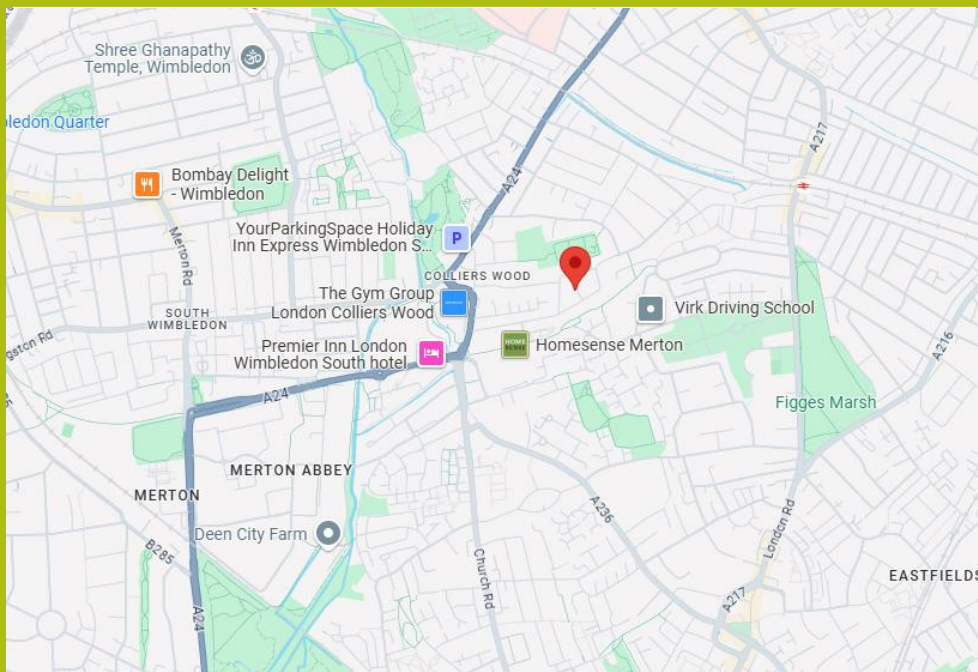 Shree Ghanapathy
Temple, Wimbledon
ledon Quarter
A217
Bombay Delight
- Wimbledon
A24
YourParkingSpace Holiday
Inn Express Wimbledon S...
Merton Rd
COLLIERS WOOD
The Gym Group
London Colliers Wood
Virk Driving School
SOUTH
WIMBLEDON
gston Rd
Premier Inn London
Wimbledon South hotel
HOME
SENSE
Homesense Merton
A216
A24
Figges Marsh
MERTON ABBEY
MERTON
A236
London Rd
Deen City Farm
B285
Church Rd
EASTFIELDS
A24
A217
P